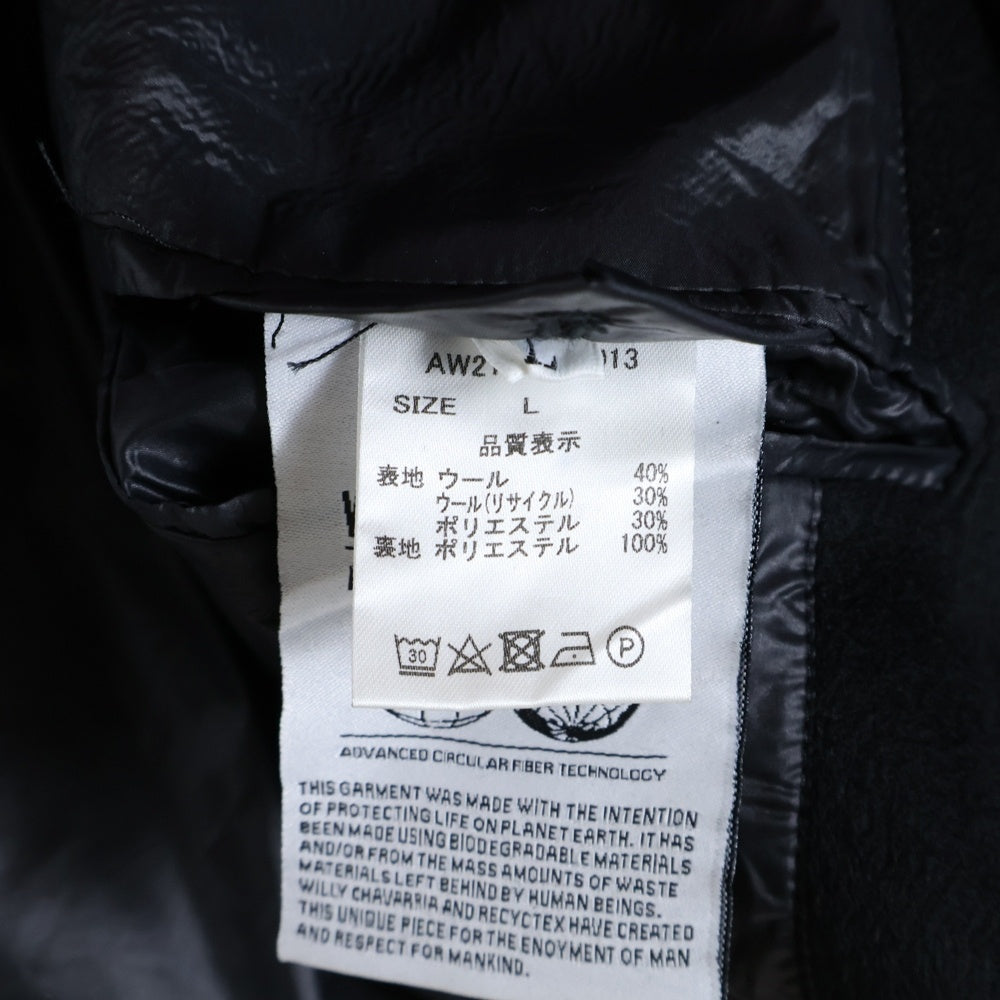 AW21 013
SIZE L
品質表示
表地 ウール 40%
ウール(リサイクル) 30%
ポリエステル 30%
裏地 ポリエステル 100%
30 P
ADVANCED CIRCULAR FIBER TECHNOLOGY
THIS GARMENT WAS MADE WITH THE INTENTION
OF PROTECTING LIFE ON PLANET EARTH. IT HAS
BEEN MADE USING BIODEGRADABLE MATERIALS
AND/OR FROM THE MASS AMOUNTS OF WASTE
MATERIALS LEFT BEHIND BY HUMAN BEINGS.
WILLY CHAVARRIA AND RECYCTEX HAVE CREATED
THIS UNIQUE PIECE FOR THE ENOYMENT OF MAN
AND RESPECT FOR MANKIND.